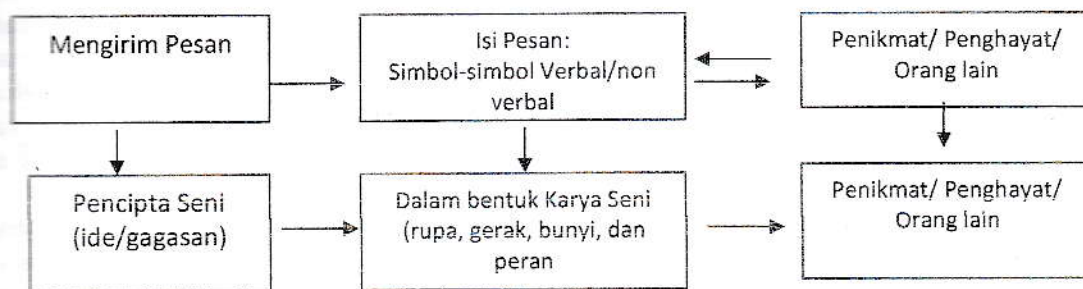 Mengirim Pesan
Isi Pesan:
Simbol-simbol Verbal/non
verbal
Penikmat/ Penghayat/
Orang lain
Pencipta Seni
(ide/gagasan)
Dalam bentuk Karya Seni
(rupa, gerak, bunyi, dan
peran
Penikmat/ Penghayat/
Orang lain